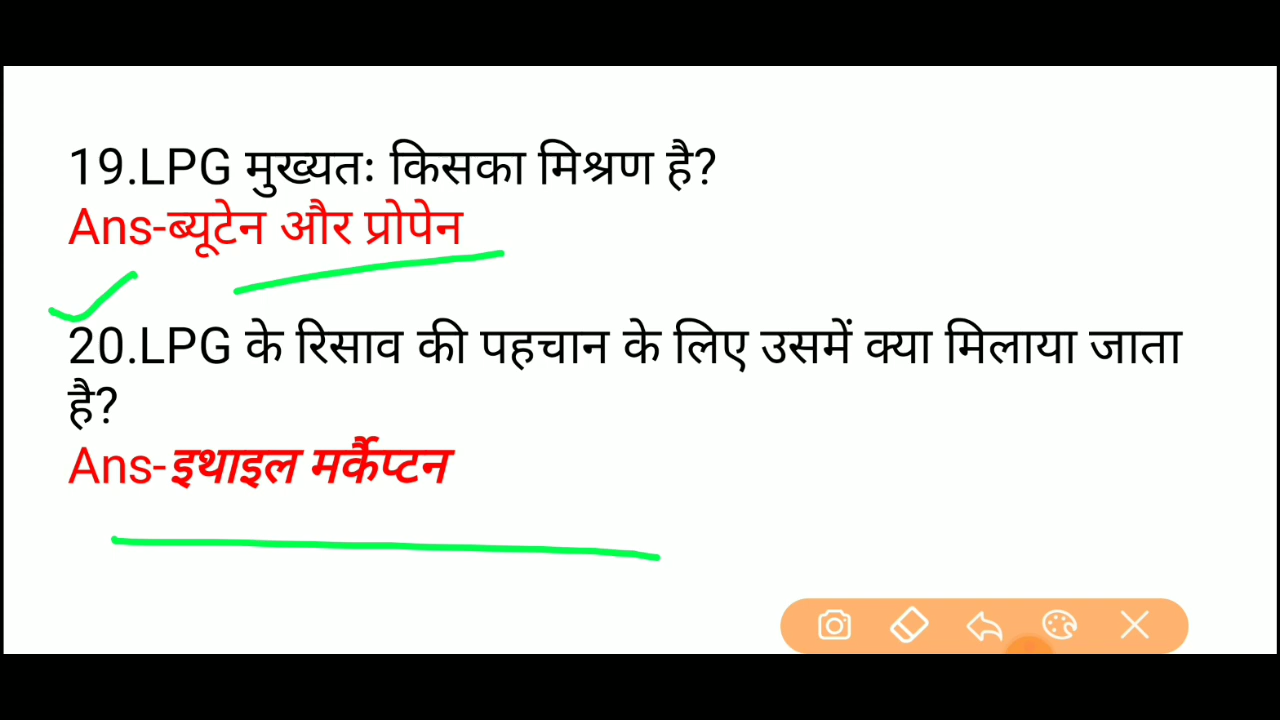 19.LPG मुख्यतः किसका मिश्रण है?
Ans-ब्यूटेन और प्रोपेन
20.LPG के रिसाव की पहचान के लिए उसमें क्या मिलाया जाता
है?
Ans-इथाइल मर्कैप्टन